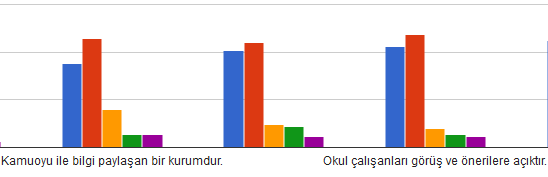 Kamuoyu ile bilgi paylaşan bir kurumdur.
Okul çalışanları görüş ve önerilere açıktır.